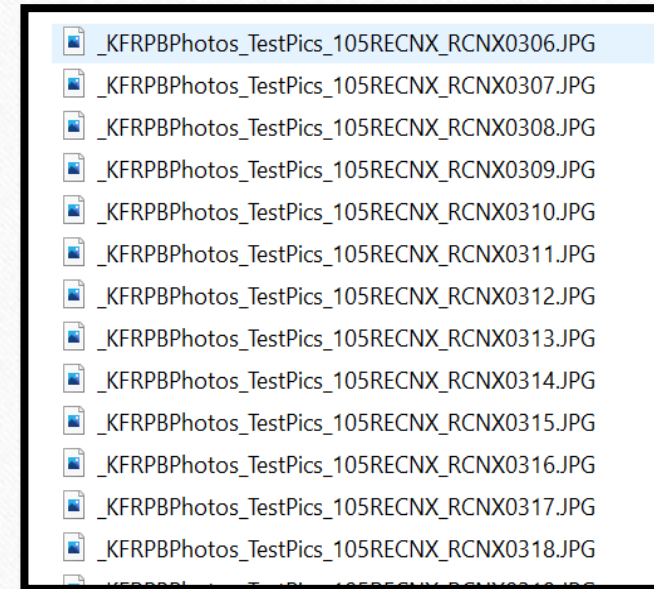 _KFRPBPhotos_TestPics_105RECNX_RCNX0306.JPG
_KFRPBPhotos_TestPics_105RECNX_RCNX0307.JPG
_KFRPBPhotos_TestPics_105RECNX_RCNX0308.JPG
_KFRPBPhotos_TestPics_105RECNX_RCNX0309.JPG
_KFRPBPhotos_TestPics_105RECNX_RCNX0310.JPG
_KFRPBPhotos_TestPics_105RECNX_RCNX0311.JPG
_KFRPBPhotos_TestPics_105RECNX_RCNX0312.JPG
_KFRPBPhotos_TestPics_105RECNX_RCNX0313.JPG
_KFRPBPhotos_TestPics_105RECNX_RCNX0314.JPG
_KFRPBPhotos_TestPics_105RECNX_RCNX0315.JPG
_KFRPBPhotos_TestPics_105RECNX_RCNX0316.JPG
_KFRPBPhotos_TestPics_105RECNX_RCNX0317.JPG
_KFRPBPhotos_TestPics_105RECNX_RCNX0318.JPG